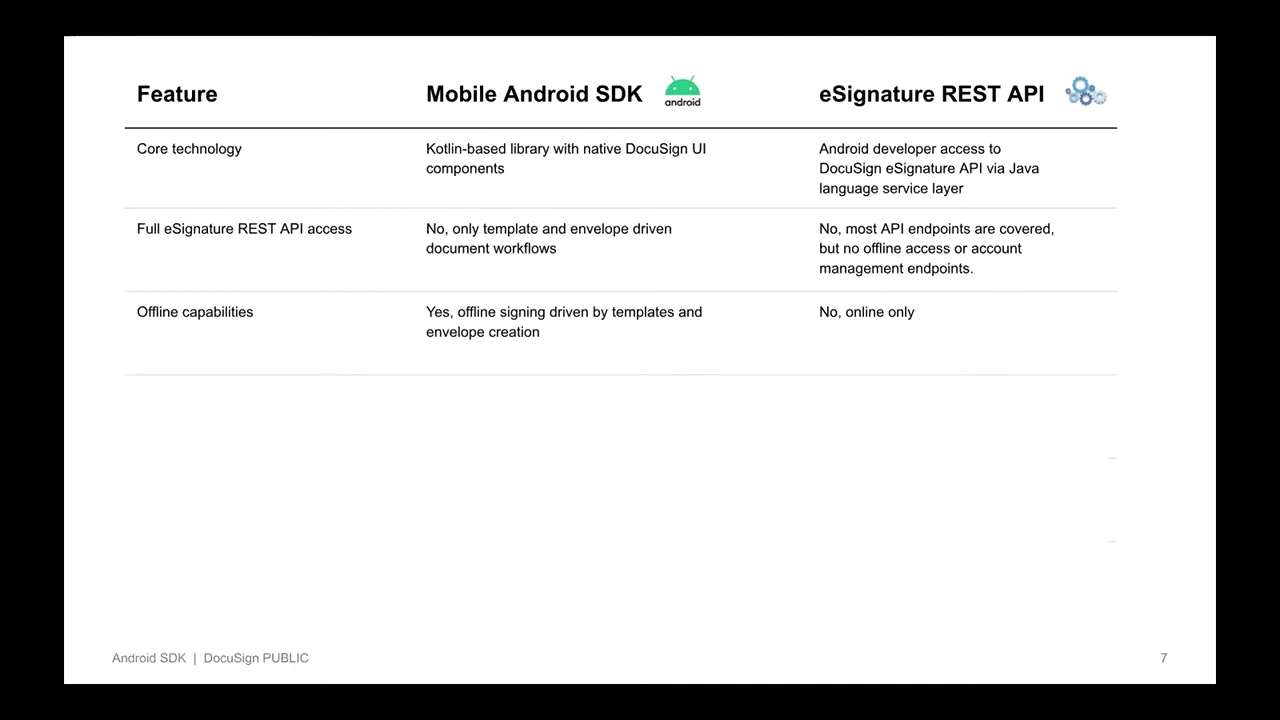 Feature
Mobile Android SDK
android
eSignature REST API
Core technology
Kotlin-based library with native DocuSign UI
components
Android developer access to
DocuSign eSignature API via Java
language service layer
Full eSignature REST API access
No, only template and envelope driven
document workflows
No, most API endpoints are covered,
but no offline access or account
management endpoints.
Offline capabilities
Yes, offline signing driven by templates and
envelope creation
No, online only
Android SDK | DocuSign PUBLIC
7